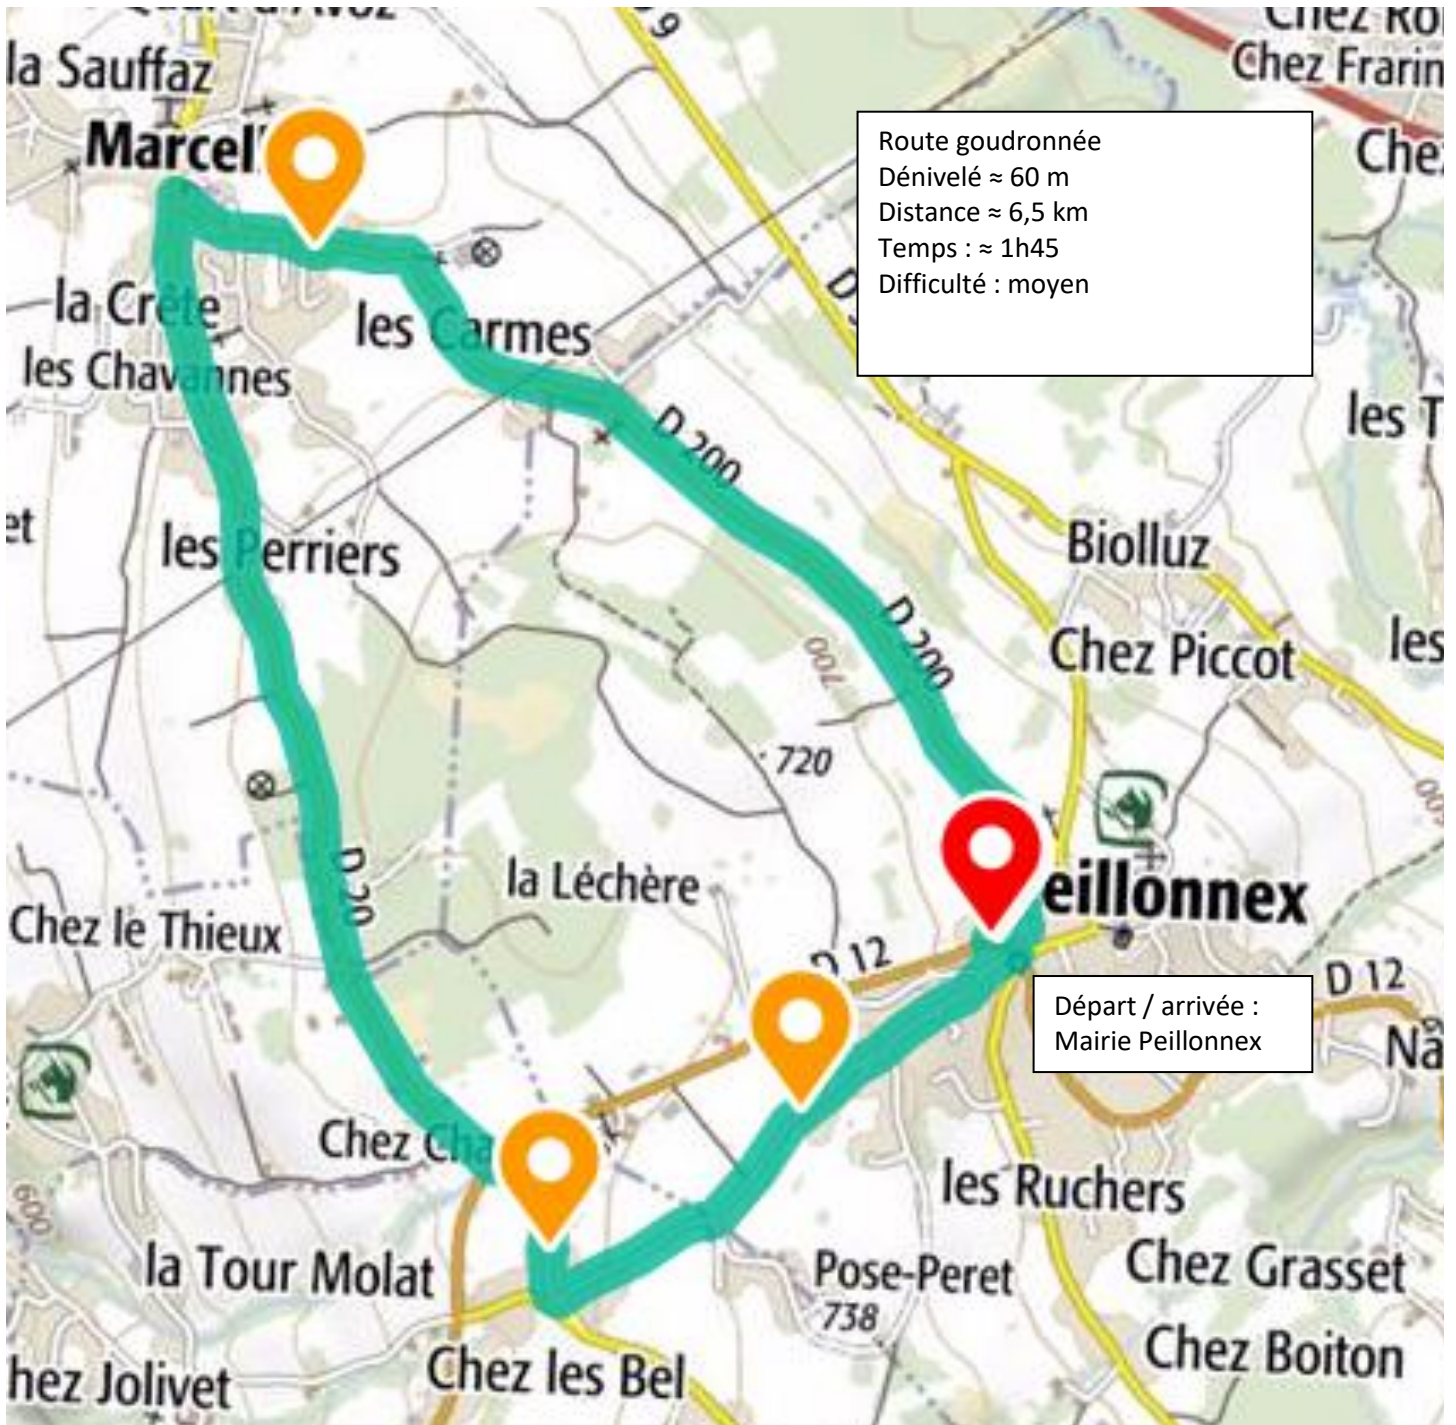 la Sauffaz
Marcel
Chez Frarin
Route goudronnée
Dénivelé ≈ 60 m
Distance ≈ 6,5 km
Temps : ≈ 1h45
Difficulté : moyen
la Crête
les Carmes
les Chavannes
les T
D 200
et
les Perriers
Biolluz
D 200
700
Chez Piccot
les
720
600
la Léchère
D 20
eillonnex
Chez le Thieux
D 12
D 12
Départ / arrivée :
Mairie Peillonnex
Chez Cha
les Ruchers
600
la Tour Molat
Pose-Peret
738
Chez Grasset
Chez Boiton
hez Jolivet
Chez les Bel